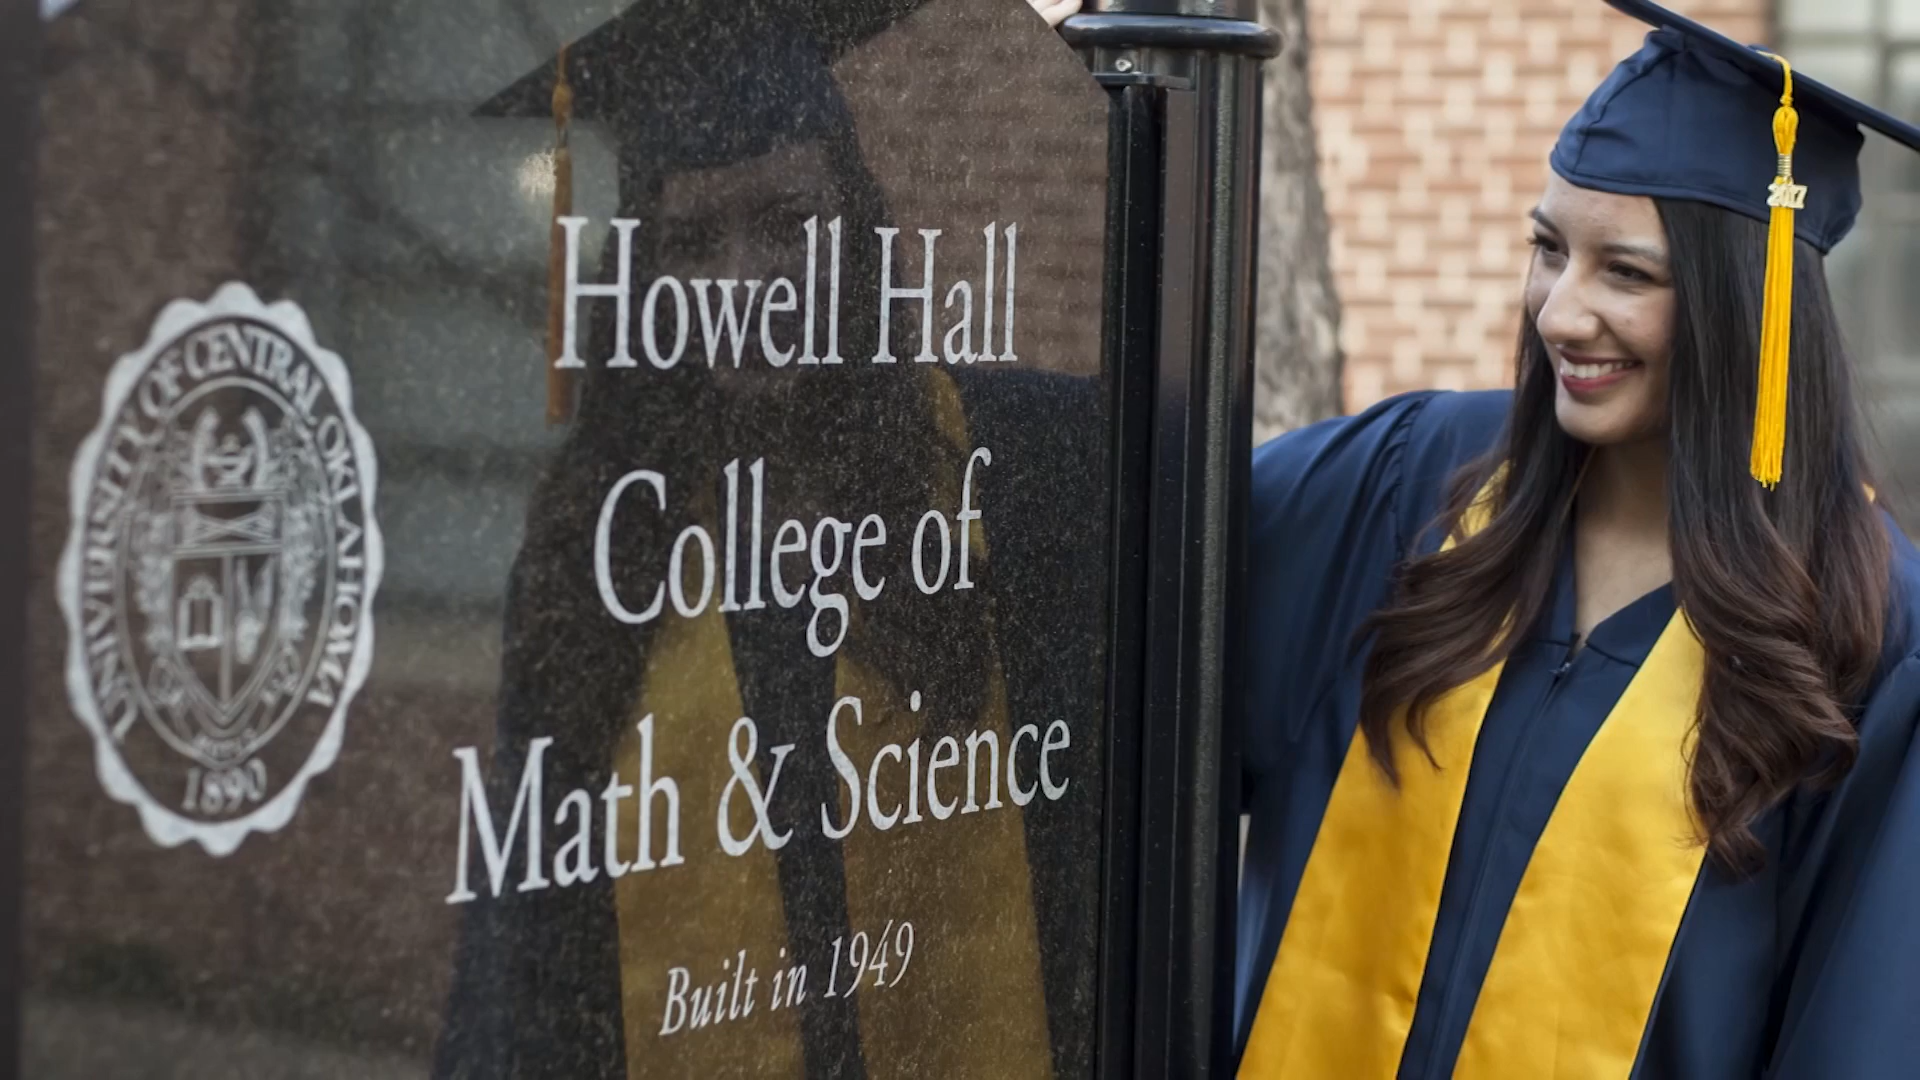 UNIVERSITY OF CENTRAL OKLAHOMA
1890
Howell Hall
College of
Math & Science
Built in 1949
2017